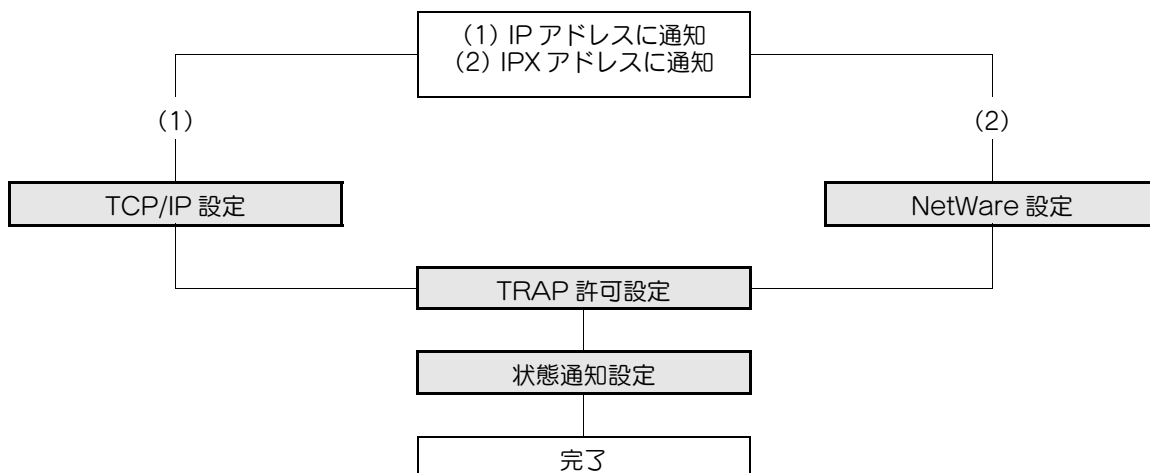 （1）IP アドレスに通知
（2）IPX アドレスに通知
（1）
（2）
TCP/IP 設定
NetWare 設定
TRAP 許可設定
状態通知設定
完了